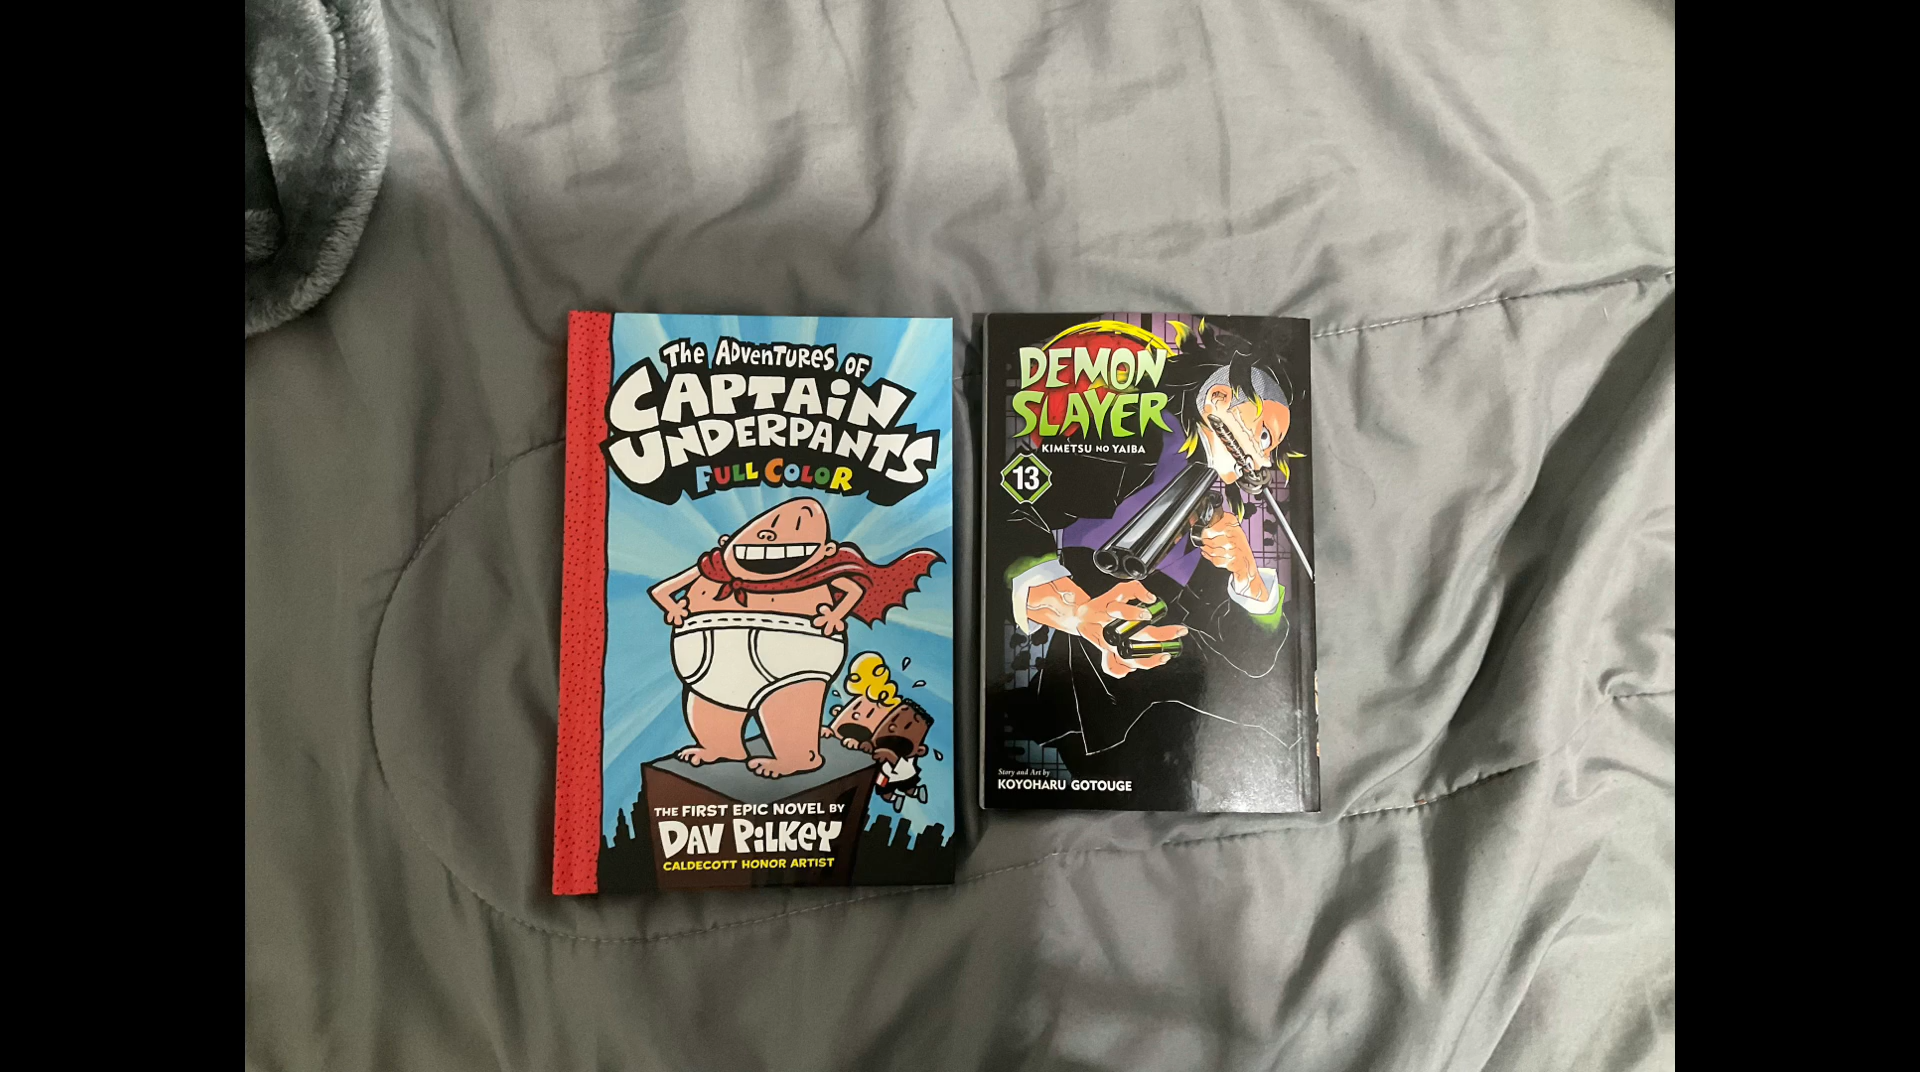 The Adventures of
Captain
Underpants
Full Color
THE FIRST EPIC NOVEL BY
DAV PILKEY
CALDECOTT HONOR ARTIST
DEMON
SLAYER
KIMETSU NO YAIBA
13
Story and Art by
KOYOHARU GOTOUGE